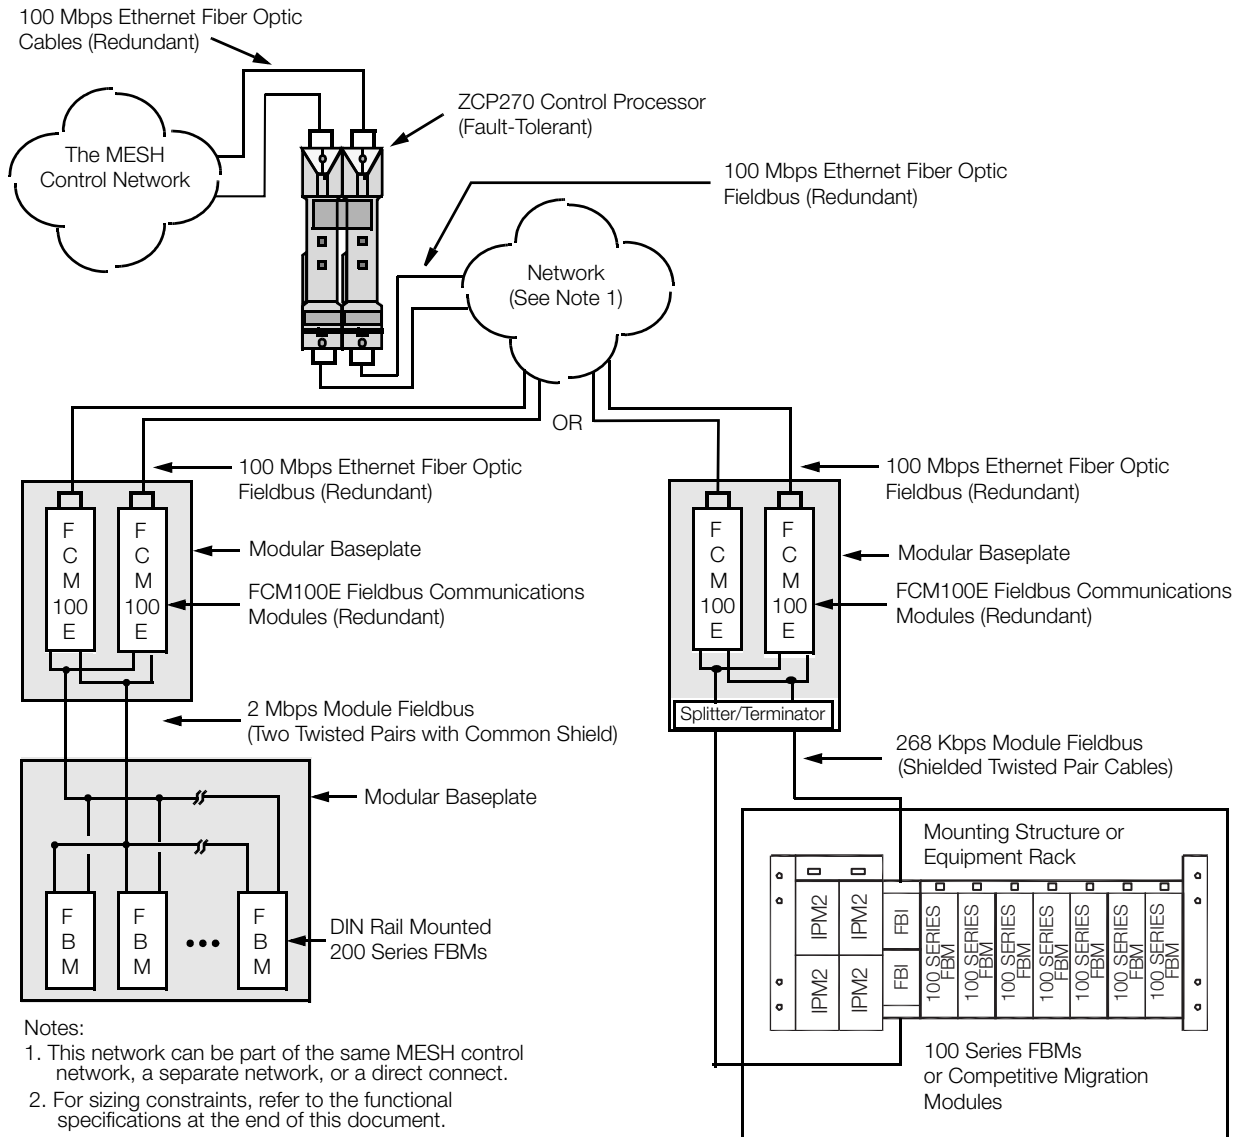 100 Mbps Ethernet Fiber Optic
Cables (Redundant)
The MESH
Control Network
ZCP270 Control Processor
(Fault-Tolerant)
100 Mbps Ethernet Fiber Optic
Fieldbus (Redundant)
Network
(See Note 1)
OR
100 Mbps Ethernet Fiber Optic
Fieldbus (Redundant)
F
C
M
100
E
F
C
M
100
E
Modular Baseplate
FCM100E Fieldbus Communications
Modules (Redundant)
2 Mbps Module Fieldbus
(Two Twisted Pairs with Common Shield)
Modular Baseplate
F
B
M
F
B
M
F
B
M
DIN Rail Mounted
200 Series FBMs
100 Mbps Ethernet Fiber Optic
Fieldbus (Redundant)
F
C
M
100
E
F
C
M
100
E
Modular Baseplate
FCM100E Fieldbus Communications
Modules (Redundant)
Splitter/Terminator
268 Kbps Module Fieldbus
(Shielded Twisted Pair Cables)
Mounting Structure or
Equipment Rack
IPM2
IPM2
IPM2
IPM2
FBI
FBI
100 SERIES
FBM
100 SERIES
FBM
100 SERIES
FBM
100 SERIES
FBM
100 SERIES
FBM
100 SERIES
FBM
100 SERIES
FBM
100 Series FBMs
or Competitive Migration
Modules
Notes:
1. This network can be part of the same MESH control
network, a separate network, or a direct connect.
2. For sizing constraints, refer to the functional
specifications at the end of this document.